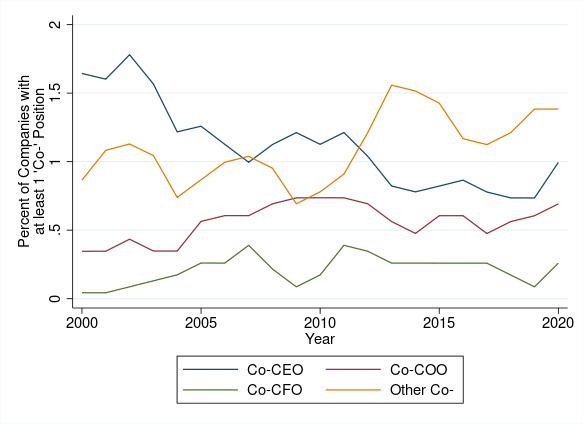 Percent of Companies with
at least 1 'Co-' Position
2
1.5
1
.5
0
2000 2005 2010 2015 2020
Year
Co-CEO Co-COO
Co-CFO Other Co-